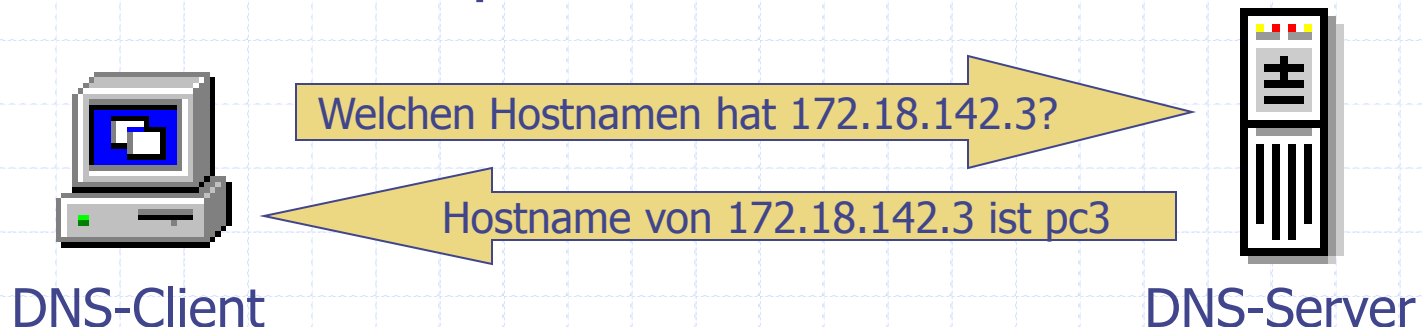 Welchen Hostnamen hat 172.18.142.3?
Hostname von 172.18.142.3 ist pc3
DNS-Client
DNS-Server